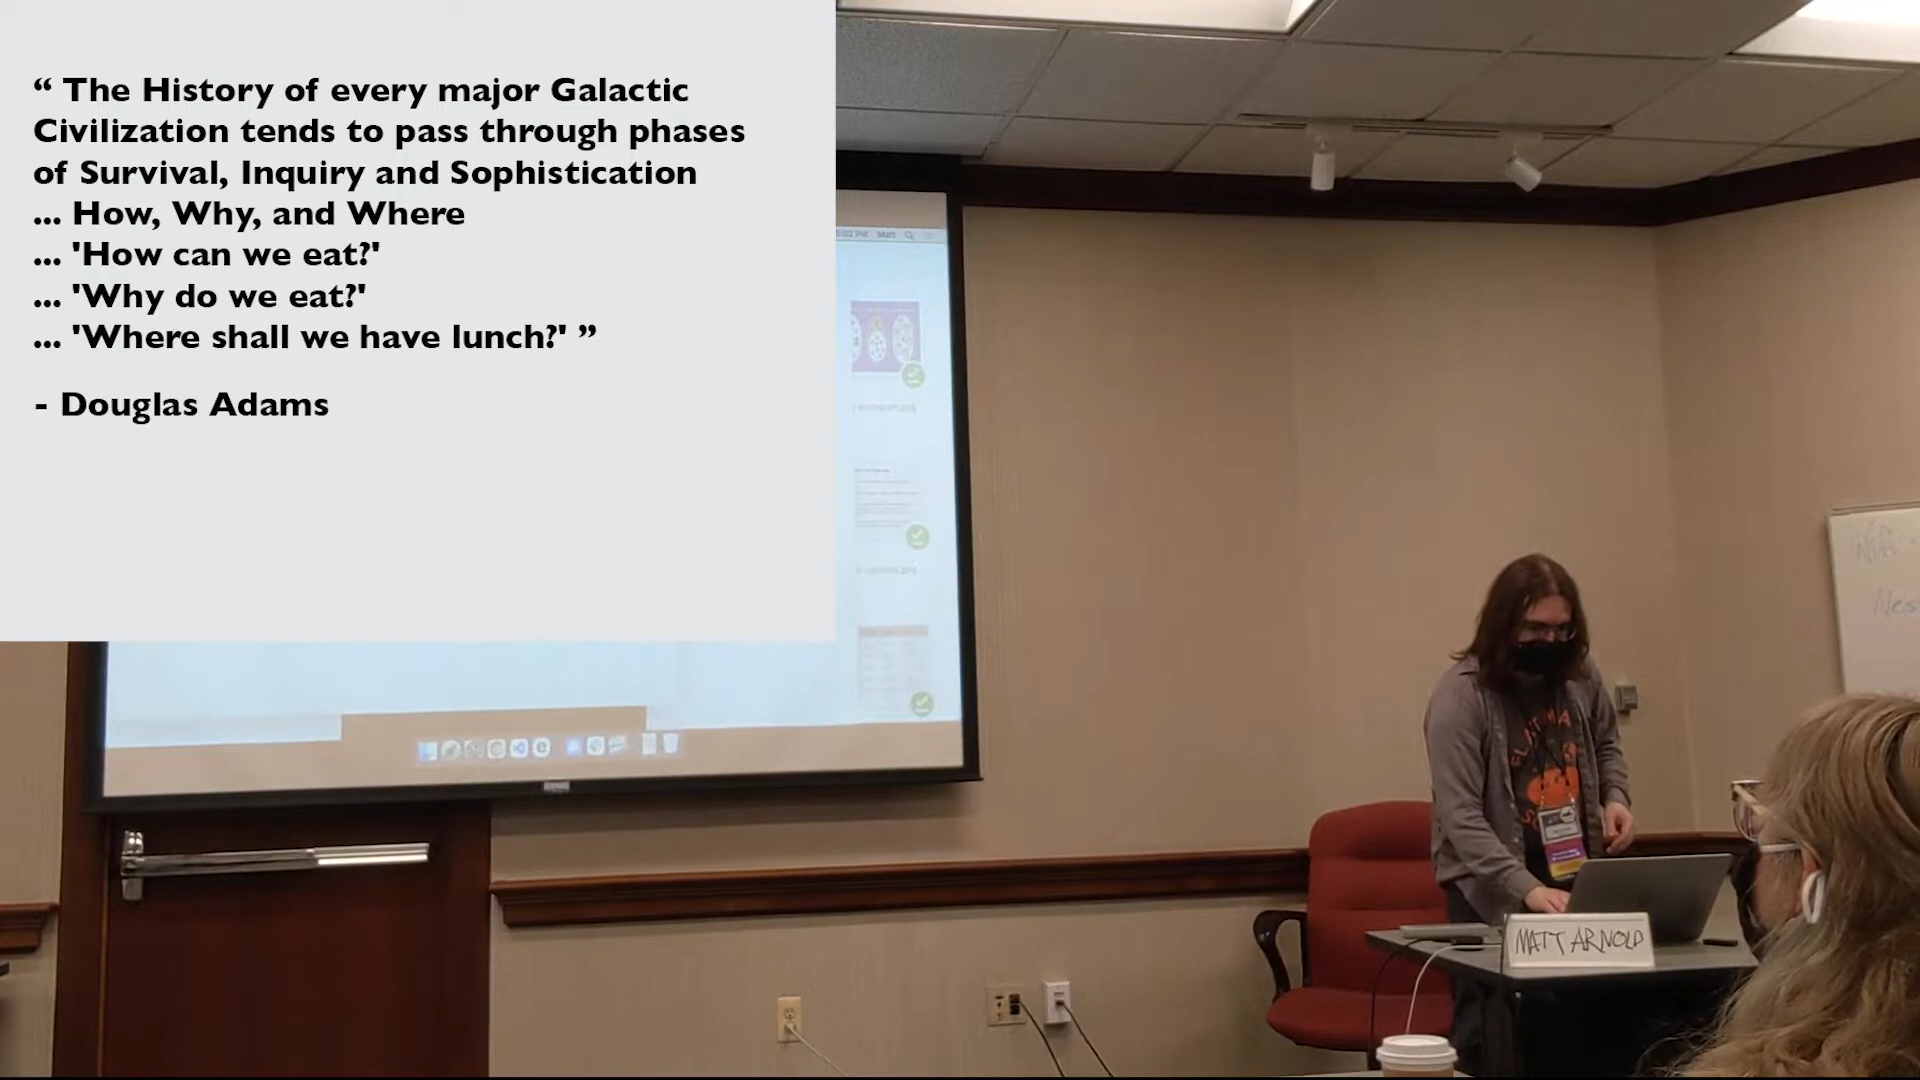 “ The History of every major Galactic
Civilization tends to pass through phases
of Survival, Inquiry and Sophistication
... How, Why, and Where
... 'How can we eat?'
... 'Why do we eat?'
... 'Where shall we have lunch?' ”
- Douglas Adams
Matt
MATT ARNOLD